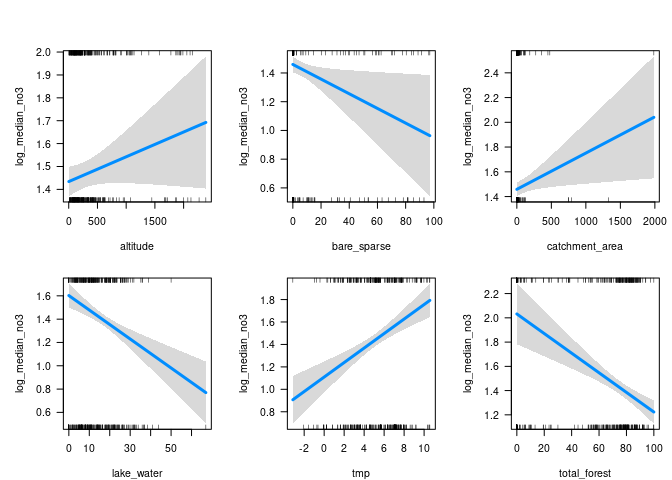 log_median_no3
2.0
1.9
1.8
1.7
1.6
1.5
1.4
0 500 1500
altitude
log_median_no3
1.4
1.2
1.0
0.8
0.6
0 20 40 60 80 100
bare_sparse
log_median_no3
2.4
2.2
2.0
1.8
1.6
1.4
0 500 1000 1500 2000
catchment_area
log_median_no3
1.6
1.4
1.2
1.0
0.8
0.6
0 10 30 50
lake_water
log_median_no3
1.8
1.6
1.4
1.2
1.0
0.8
-2 0 2 4 6 8 10
tmp
log_median_no3
2.2
2.0
1.8
1.6
1.4
1.2
0 20 40 60 80 100
total_forest